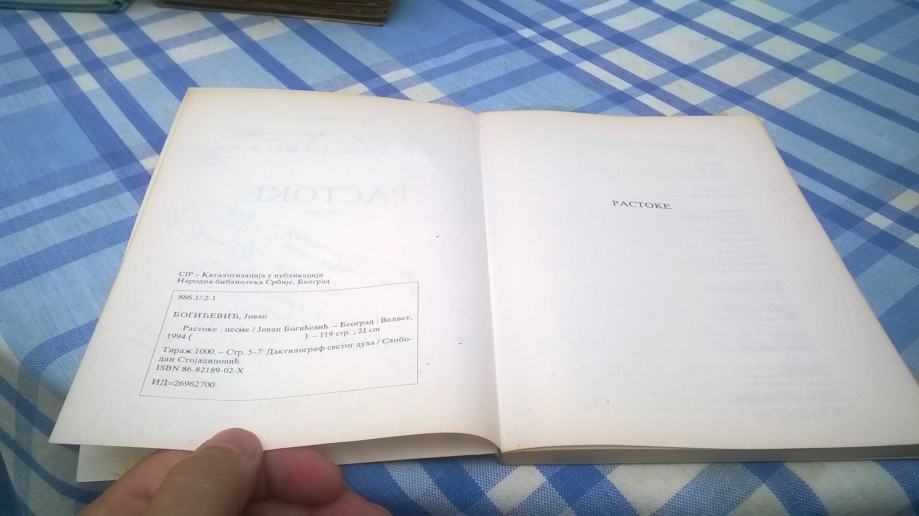 CIP – Каталогизација у публикацији
Народна библиотека Србије, Београд
886.1/.2-1
БОГИЋЕВИЋ, Јован
Растоке : песме / Јован Богићевић. – Београд : Велвет,
1994 ( ). – 119 стр. , 21 cm
Тираж 1000. – Стр. 5–7: Дактилограф светог духа / Слобо-
дан Стојадиновић
ISBN 86-82189-02-X
ИД=26962700
РАСТОКЕ